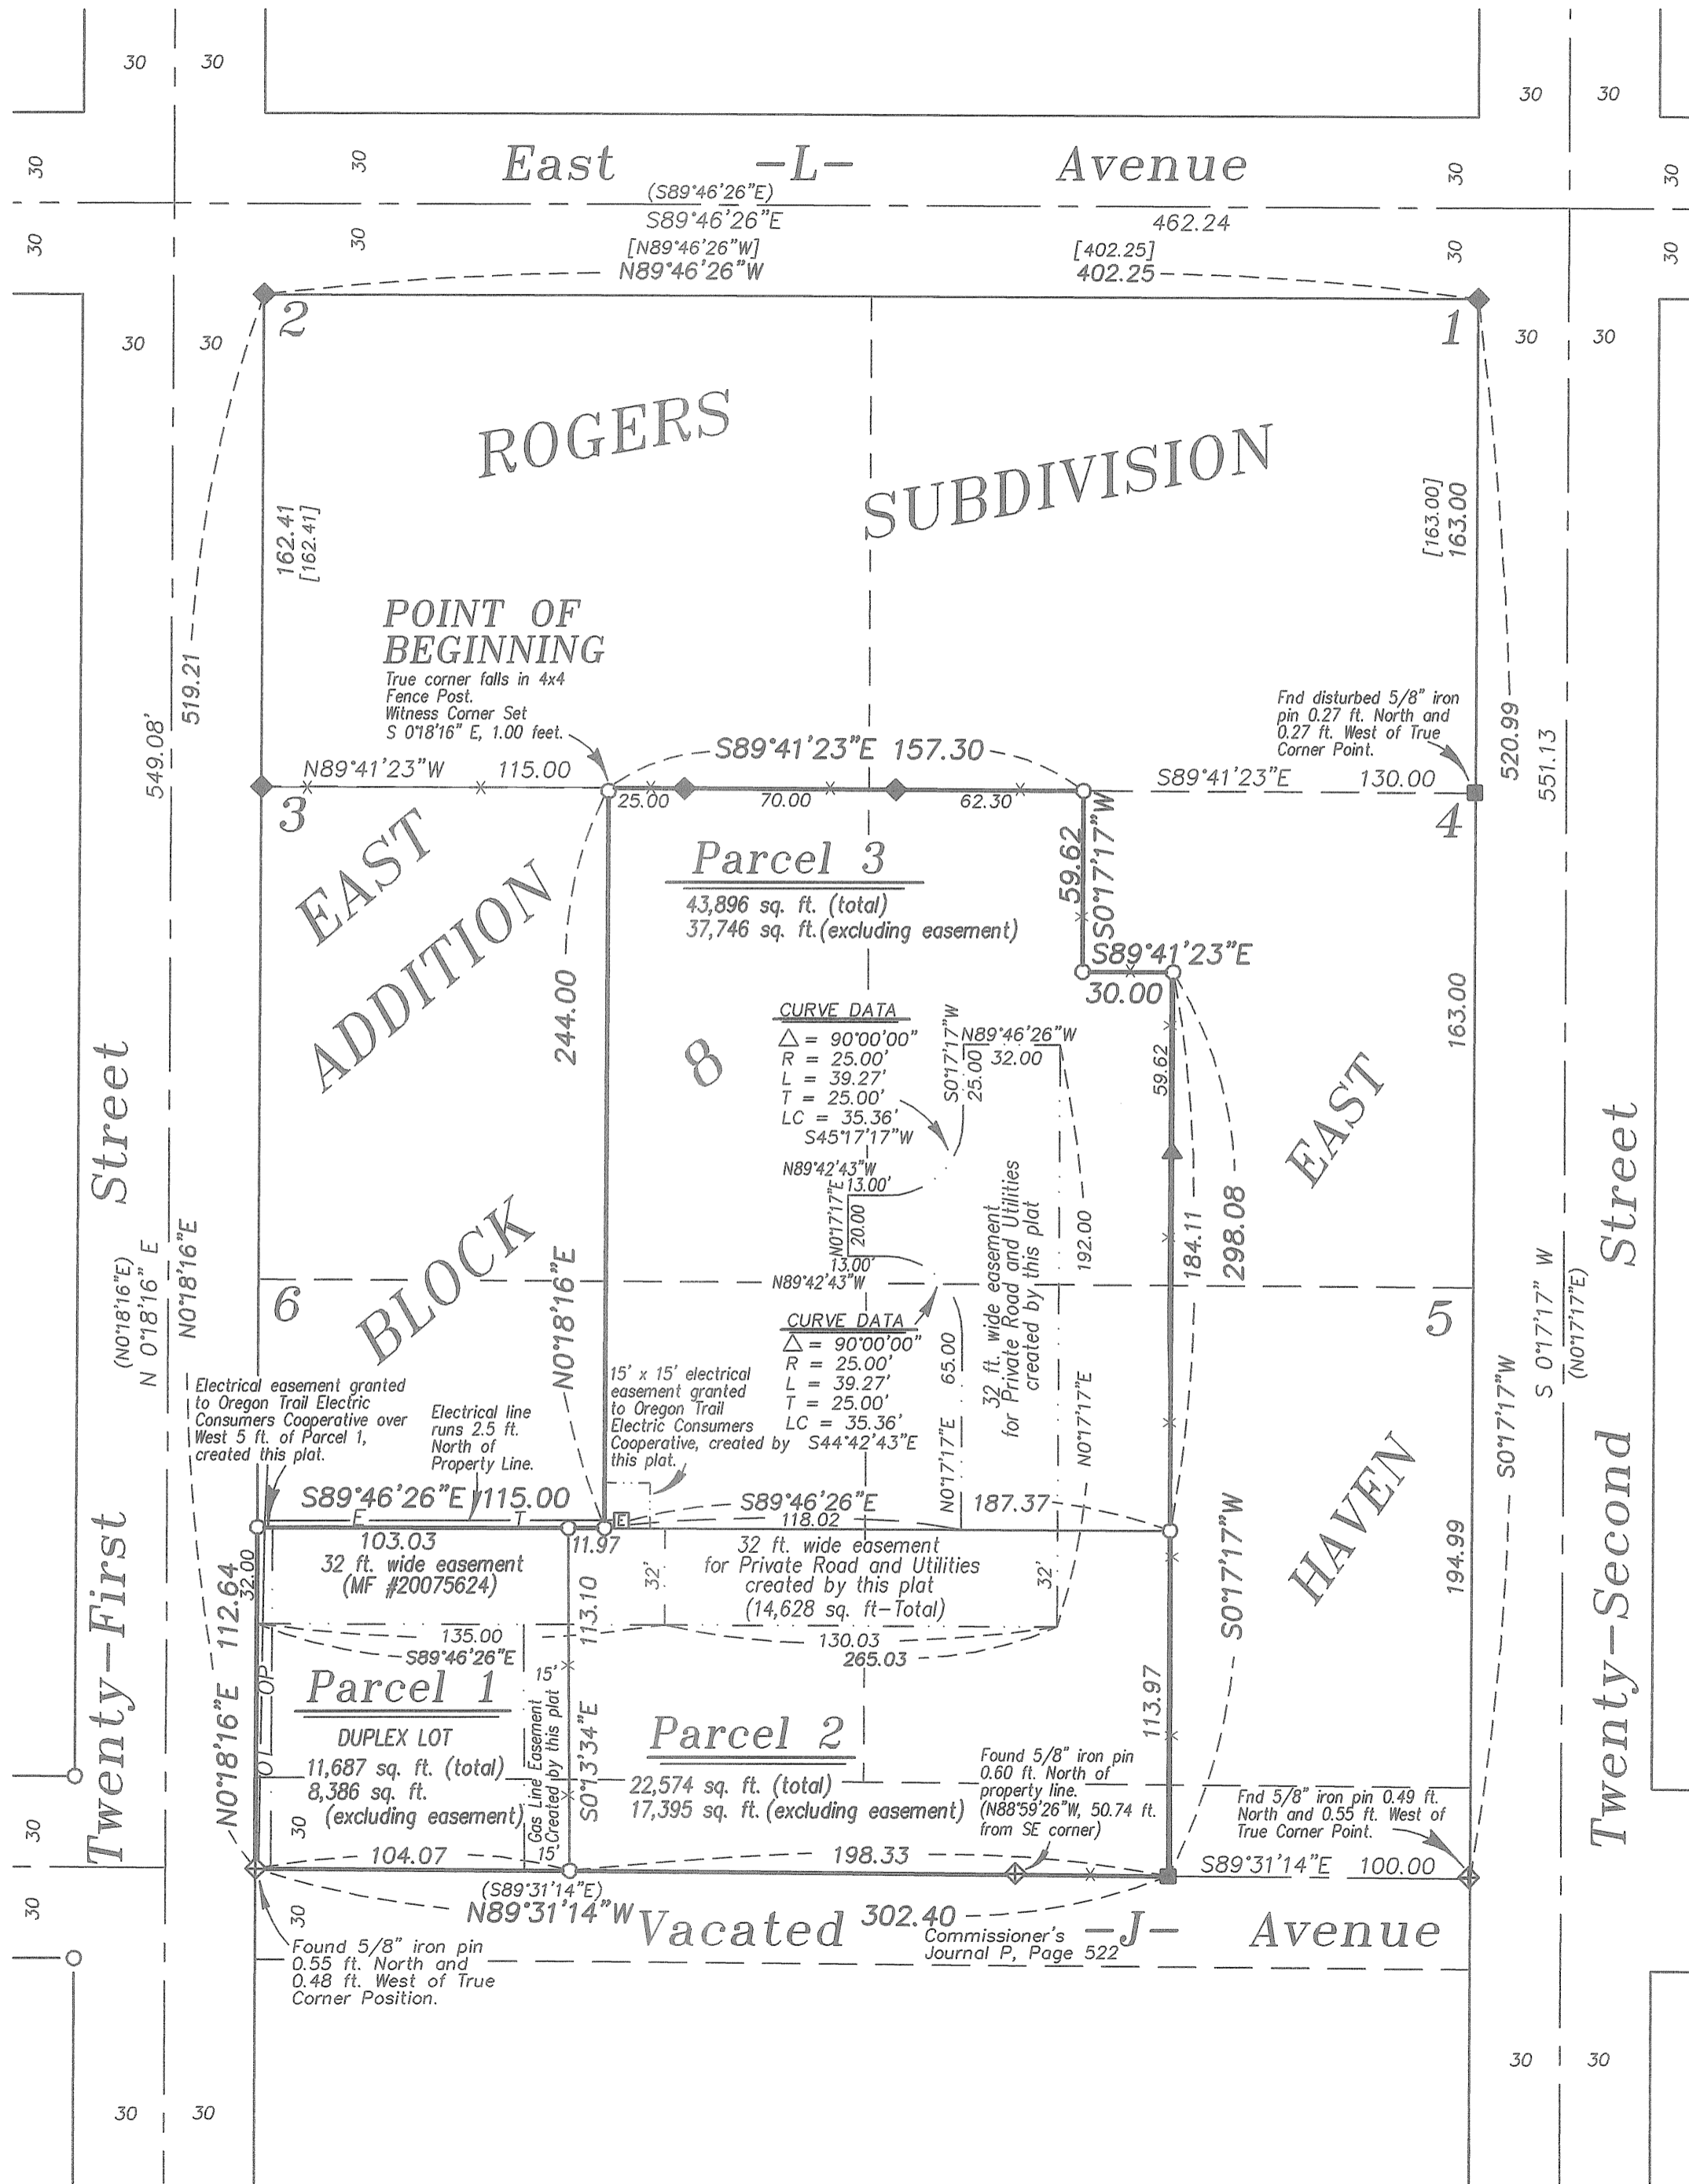 30
30
30
30
30
30
East -L- Avenue
30
30
(S89°46'26"E)
S89°46'26"E
462.24
30
30
[N89°46'26"W]
[402.25]
30
30
N89°46'26"W
402.25
2
1
30
30
30
30
ROGERS
SUBDIVISION
162.41
[162.41]
[163.00]
163.00
519.21
549.08'
520.99
551.13
POINT OF
BEGINNING
True corner falls in 4x4
Fence Post.
Witness Corner Set
S 0°18'16" E, 1.00 feet.
Fnd disturbed 5/8" iron
pin 0.27 ft. North and
0.27 ft. West of True
Corner Point.
S89°41'23"E 157.30
N89°41'23"W 115.00
S89°41'23"E 130.00
25.00
70.00
62.30
3
4
EAST
ADDITION
BLOCK
8
Parcel 3
43,896 sq. ft. (total)
37,746 sq. ft.(excluding easement)
59.62
S0°17'17"W
S89°41'23"E
30.00
244.00
N0°18'16"E
CURVE DATA
△ = 90°00'00"
R = 25.00'
L = 39.27'
T = 25.00'
LC = 35.36'
S45°17'17"W
S0°17'17"W
25.00
N89°46'26"W
32.00
59.62
163.00
N89°42'43"W
13.00'
N0°17'17"E
20.00
13.00'
N89°42'43"W
32 ft. wide easement
for Private Road and Utilities
created by this plat
192.00
184.11
298.08
EAST
HAVEN
Street
Twenty-First
Street
Twenty-Second
(N0°18'16"E)
N 0°18'16" E
N0°18'16"E
S 0°17'17" W
(N0°17'17"E)
S0°17'17"W
6
5
CURVE DATA
△ = 90°00'00"
R = 25.00'
L = 39.27'
T = 25.00'
LC = 35.36'
S44°42'43"E
65.00
N0°17'17"E
N0°17'17"E
Electrical easement granted
to Oregon Trail Electric
Consumers Cooperative over
West 5 ft. of Parcel 1,
created this plat.
Electrical line
runs 2.5 ft.
North of
Property Line.
15' x 15' electrical
easement granted
to Oregon Trail
Electric Consumers
Cooperative, created by
this plat.
S89°46'26"E 115.00
E
T
E
S89°46'26"E
187.37
118.02
103.03
11.97
32.00
32 ft. wide easement
(MF #20075624)
32 ft. wide easement
for Private Road and Utilities
created by this plat
(14,628 sq. ft-Total)
32'
32'
S0°17'17"W
194.99
N0°18'16"E 112.64
135.00
S89°46'26"E
130.03
265.03
113.10
S0°13'34"E
113.97
OP
Parcel 1
DUPLEX LOT
11,687 sq. ft. (total)
8,386 sq. ft.
(excluding easement)
15'
Gas Line Easement
Created by this plat
15'
Parcel 2
22,574 sq. ft. (total)
17,395 sq. ft. (excluding easement)
Found 5/8" iron pin
0.60 ft. North of
property line.
(N88°59'26"W, 50.74 ft.
from SE corner)
Fnd 5/8" iron pin 0.49 ft.
North and 0.55 ft. West of
True Corner Point.
30
30
104.07
198.33
S89°31'14"E 100.00
(S89°31'14"E)
N89°31'14"W
302.40
30
30
Vacated -J- Avenue
Commissioner's
Journal P, Page 522
Found 5/8" iron pin
0.55 ft. North and
0.48 ft. West of True
Corner Position.
30
30
30
30